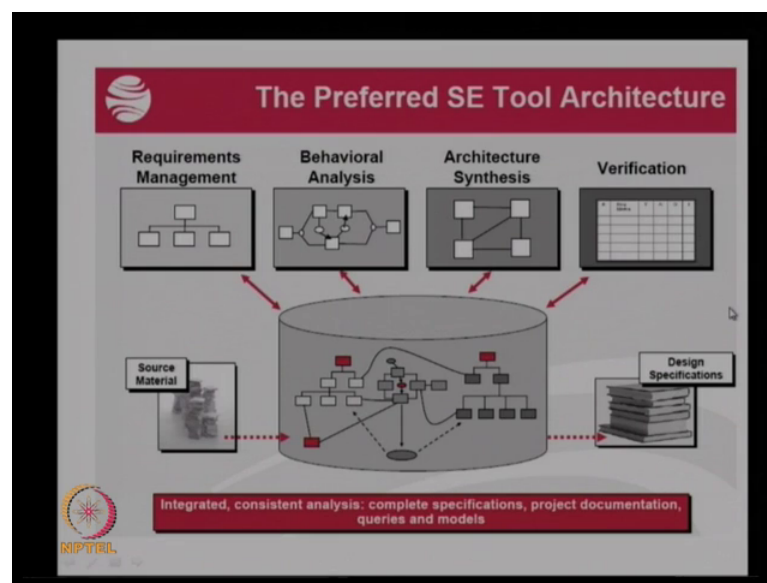 The Preferred SE Tool Architecture
Requirements
Management
Behavioral
Analysis
Architecture
Synthesis
Verification
Source
Material
Design
Specifications
Integrated, consistent analysis: complete specifications, project documentation,
queries and models
NPTEL